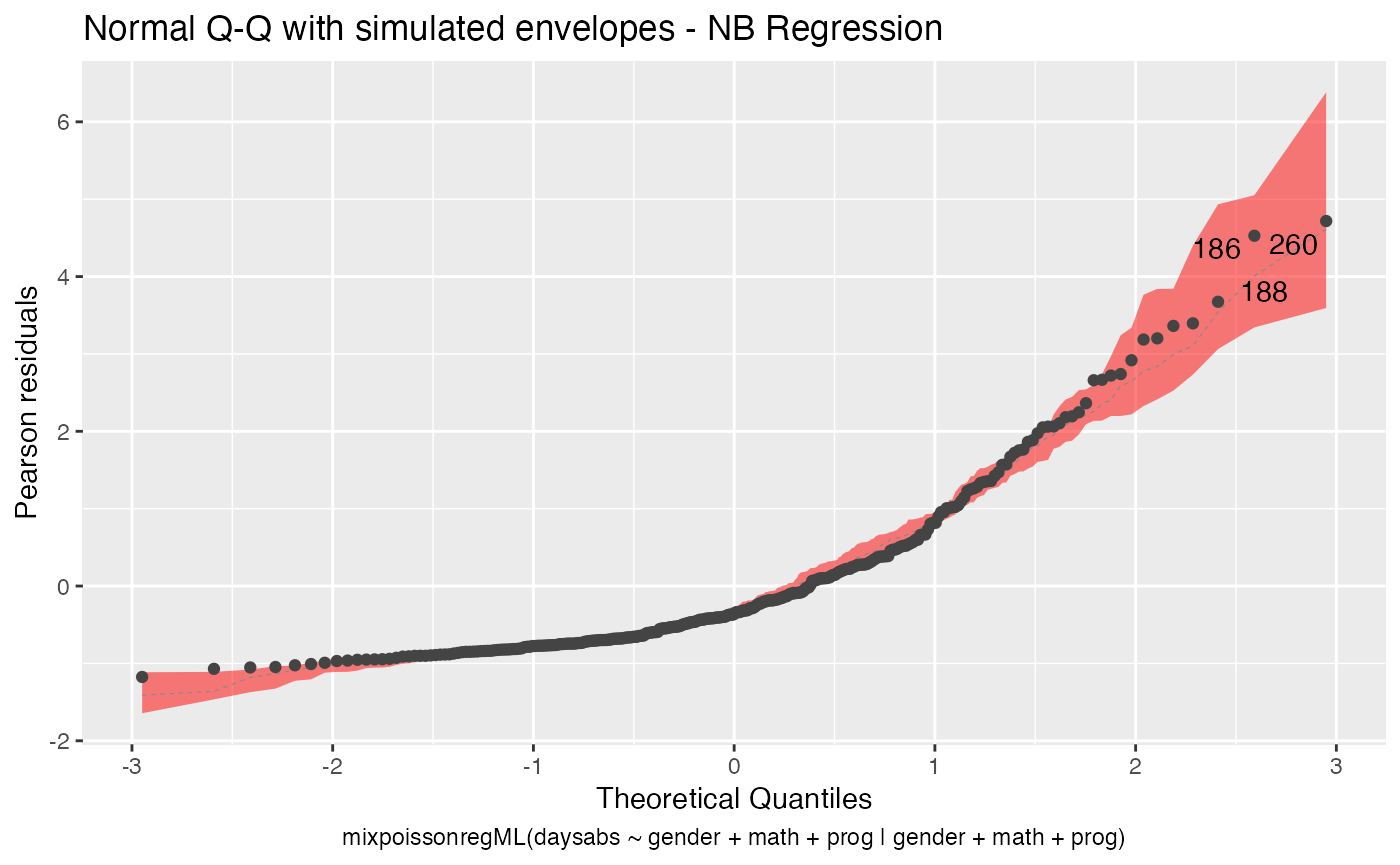 Normal Q-Q with simulated envelopes - NB Regression
6
4
2
0
-2
Pearson residuals
186
260
188
-3 -2 -1 0 1 2 3
Theoretical Quantiles
mixpoissonregML(daysabs ~ gender + math + prog | gender + math + prog)